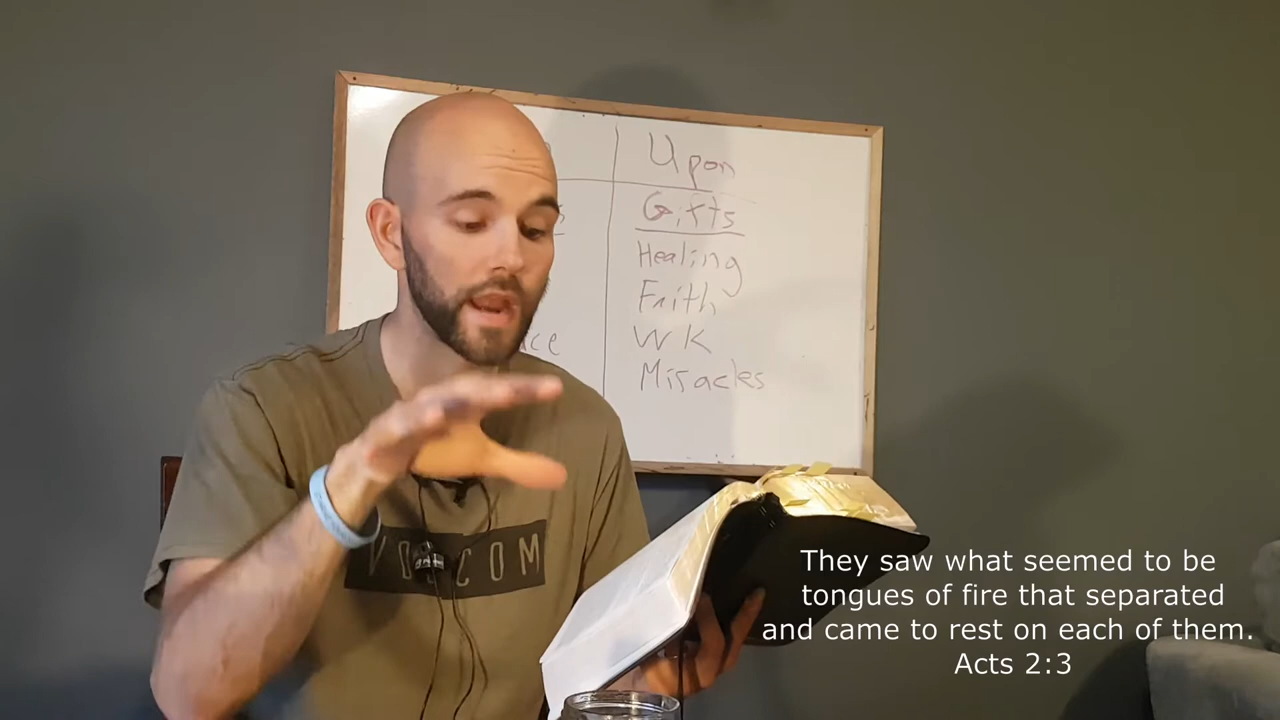 Upon
Gifts
Healing
Faith
WK
Miracles
VOLCOM
They saw what seemed to be
tongues of fire that separated
and came to rest on each of them.
Acts 2:3